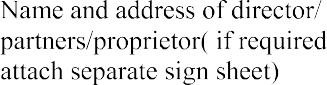 Name and address of director/
partners/proprietor( if required
attach separate sign sheet)